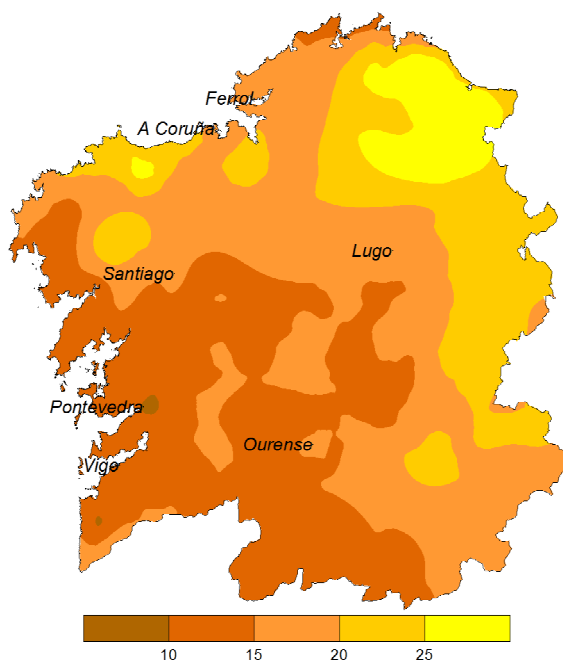 Ferrol
A Coruña
Lugo
Santiago
Pontevedra
Ourense
Vigo
10 15 20 25